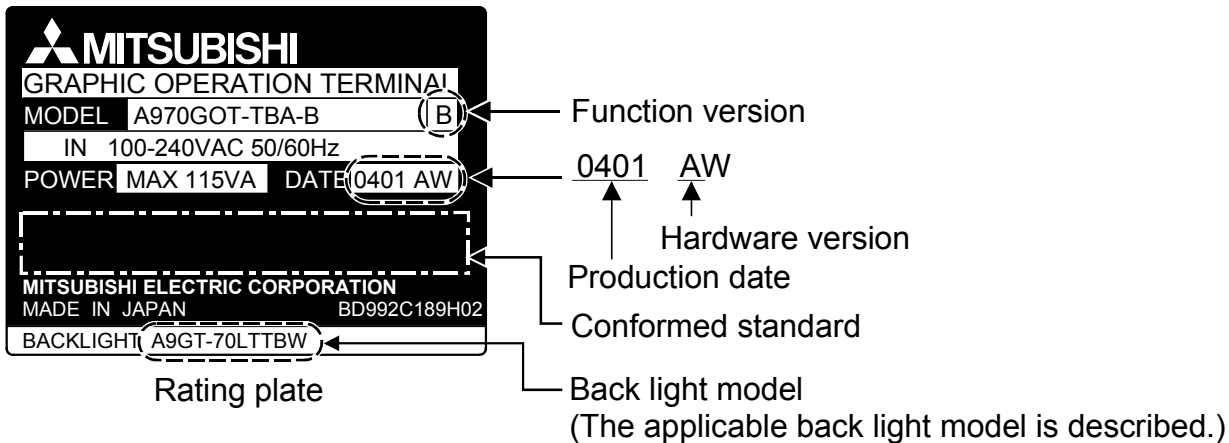 MITSUBISHI
GRAPHIC OPERATION TERMINAL
MODEL A970GOT-TBA-B B
IN 100-240VAC 50/60Hz
POWER MAX 115VA DATE 0401 AW
MITSUBISHI ELECTRIC CORPORATION
MADE IN JAPAN BD992C189H02
BACKLIGHT A9GT-70LTTBW
Rating plate
Function version
0401 AW
Hardware version
Production date
Conformed standard
Back light model
(The applicable back light model is described.)